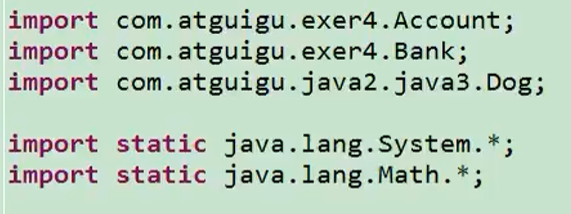 import com.atguigu.exer4.Account;
import com.atguigu.exer4.Bank;
import com.atguigu.java2.java3.Dog;
import static java.lang.System.*;
import static java.lang.Math.*;